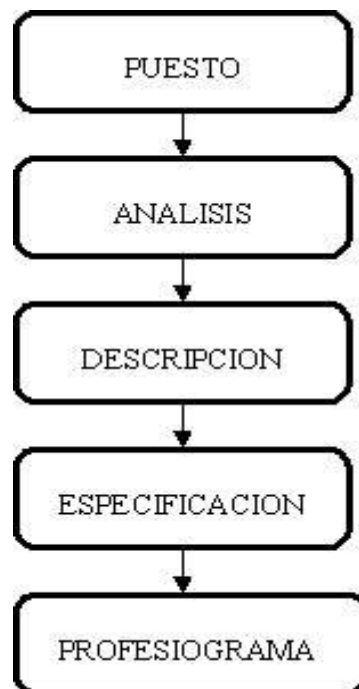 PUESTO
ANALISIS
DESCRIPCION
ESPECIFICACION
PROFESIOGRAMA